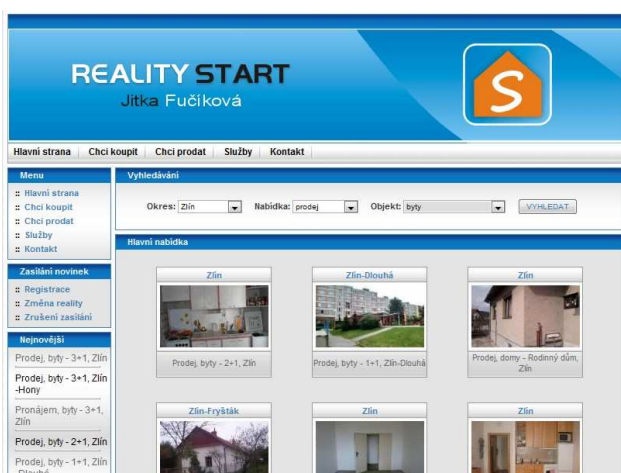 REALITY START
Jitka Fučíková
S
Hlavní strana Chci koupit Chci prodat Služby Kontakt
Menu
:: Hlavní strana
:: Chci koupit
:: Chci prodat
:: Služby
:: Kontakt
Vyhledávání
Okres: Zlín Nabídka: prodej Objekt: byty VYHLEDAT
Zasílání novinek
:: Registrace
:: Změna reality
:: Zrušení zasílání
Nejnovější
Prodej, byty - 3+1, Zlín
Prodej, byty - 3+1, Zlín
-Hony
Pronájem, byty - 3+1,
Zlín
Prodej, byty - 2+1, Zlín
Prodej, byty - 1+1, Zlín
-Dlouhá
Hlavní nabídka
Zlín
Prodej, byty - 2+1, Zlín
Zlín-Dlouhá
Prodej, byty - 1+1, Zlín-Dlouhá
Zlín
Prodej, domy - Rodinný dům,
Zlín
Zlín-Fryšták
Zlín
Zlín